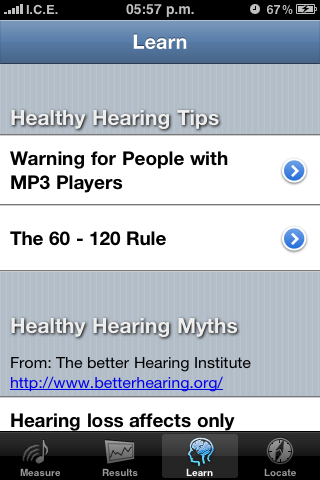 I.C.E. 05:57 p.m. 67%
Learn
Healthy Hearing Tips
Warning for People with
MP3 Players
The 60 - 120 Rule
Healthy Hearing Myths
From: The better Hearing Institute
http://www.betterhearing.org/
Hearing loss affects only
Measure Results Learn Locate